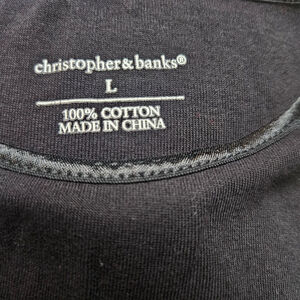 christopher&banks®
L
100% COTTON
MADE IN CHINA